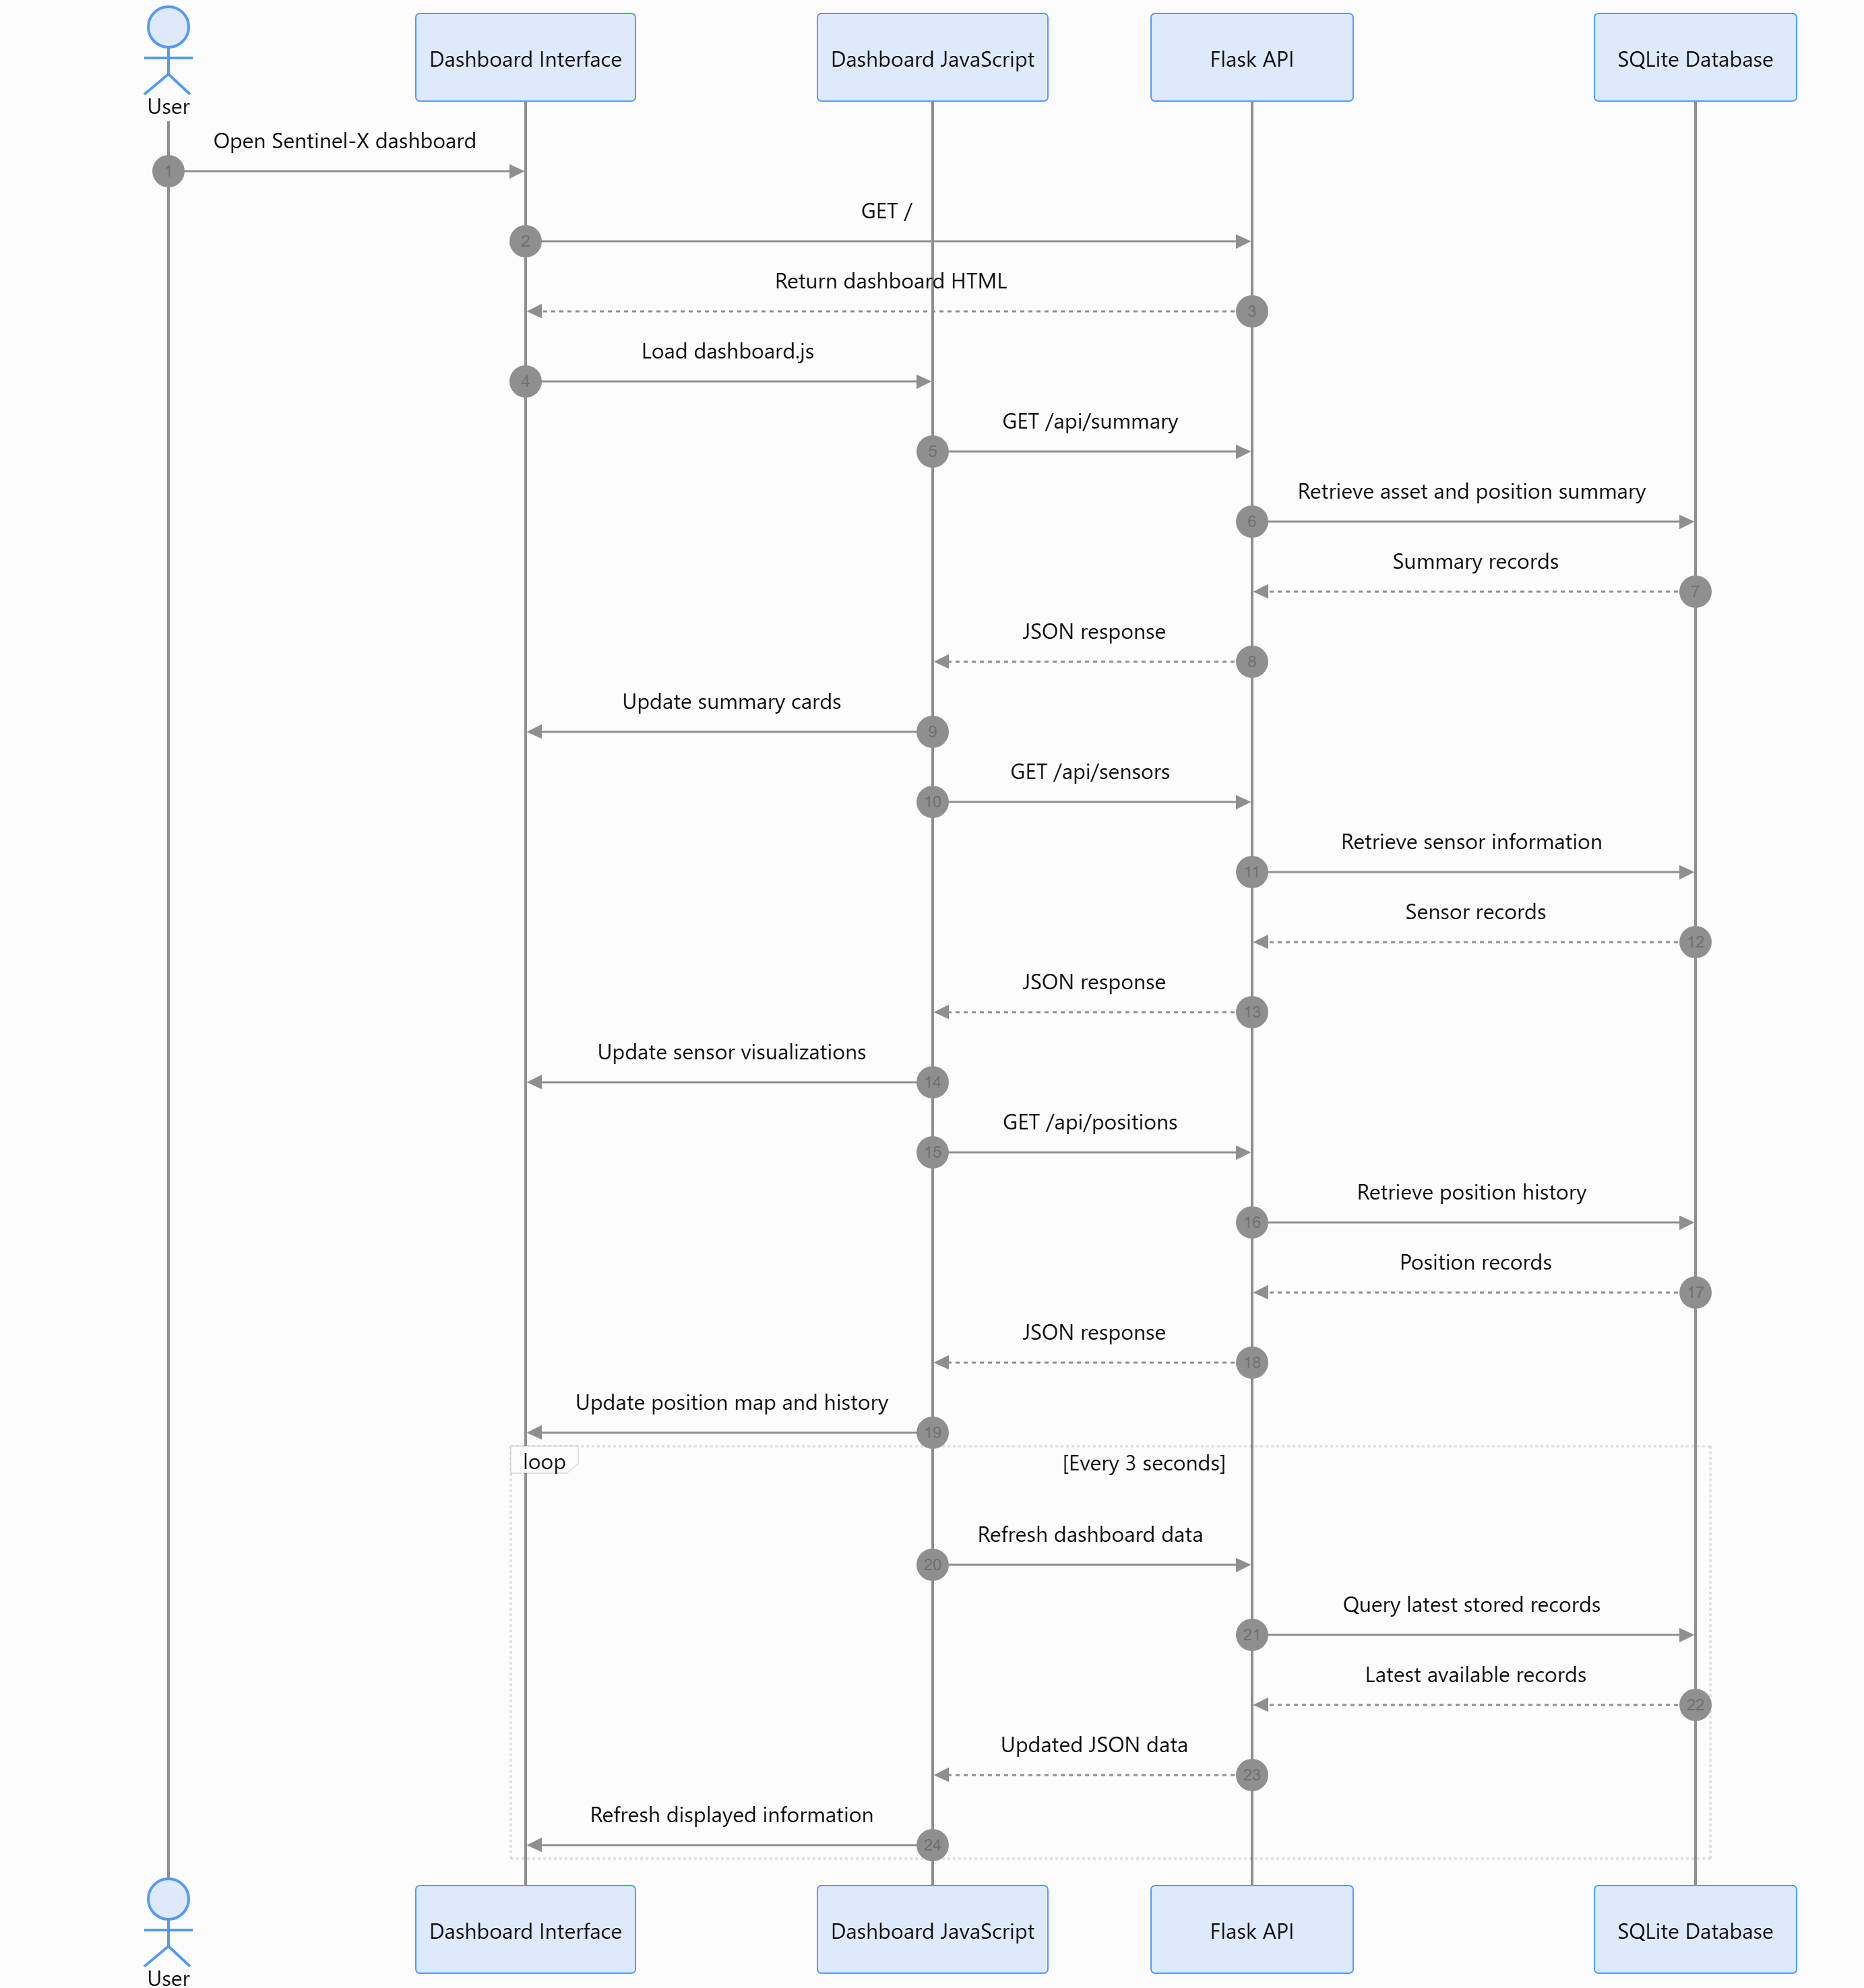 User
Dashboard Interface
Dashboard JavaScript
Flask API
SQLite Database
Open Sentinel-X dashboard
1
GET /
2
Return dashboard HTML
3
Load dashboard.js
4
GET /api/summary
5
Retrieve asset and position summary
6
Summary records
7
JSON response
8
Update summary cards
9
GET /api/sensors
10
Retrieve sensor information
11
Sensor records
12
JSON response
13
Update sensor visualizations
14
GET /api/positions
15
Retrieve position history
16
Position records
17
JSON response
18
Update position map and history
19
loop
[Every 3 seconds]
Refresh dashboard data
20
Query latest stored records
21
Latest available records
22
Updated JSON data
23
Refresh displayed information
24
User
Dashboard Interface
Dashboard JavaScript
Flask API
SQLite Database